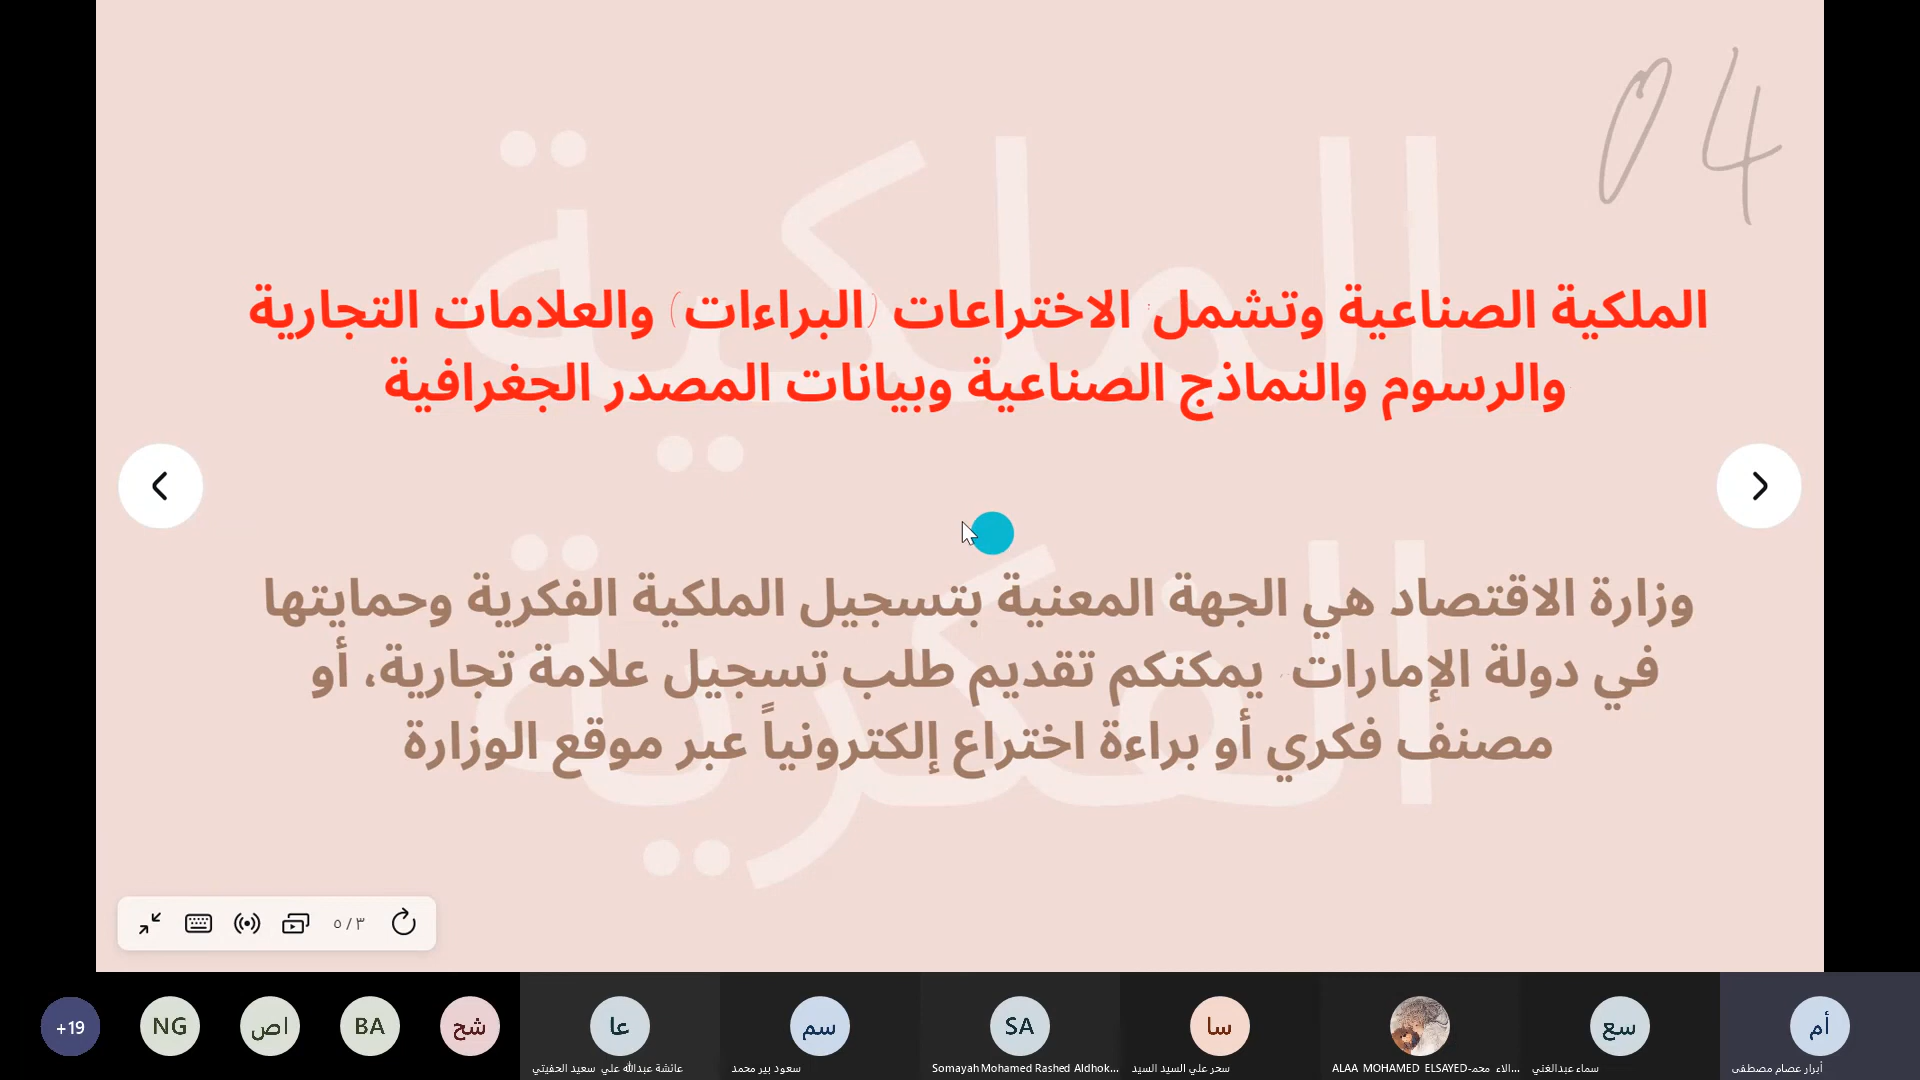 04
الملكية
الملكية الصناعية وتشمل: الاختراعات (البراءات) والعلامات التجارية
والرسوم والنماذج الصناعية وبيانات المصدر الجغرافية
الفكرية
وزارة الاقتصاد هي الجهة المعنية بتسجيل الملكية الفكرية وحمايتها
في دولة الإمارات. يمكنكم تقديم طلب تسجيل علامة تجارية، أو
مصنف فكري أو براءة اختراع إلكترونياً عبر موقع الوزارة
٣ / ٥
+19
NG
اص
BA
شح
عا
سم
SA
سا
سع
أم
عائشة عبدالله علي سعيد الحفيتي
سعود بير محمد
Somayah Mohamed Rashed Aldhok...
سحر علي السيد السيد
ALAA MOHAMED ELSAYED-الاء محمـ...
سماء عبدالغني
أبرار عصام مصطفى